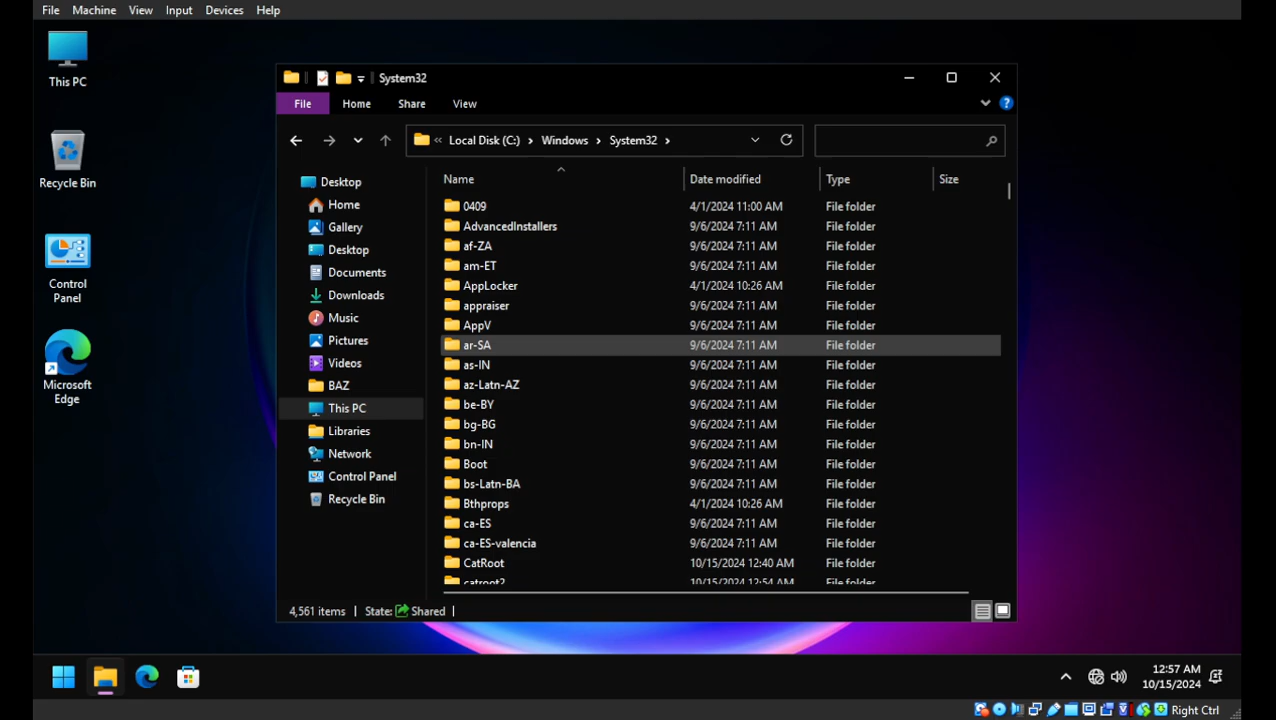 File Machine View Input Devices Help
This PC
Recycle Bin
Control
Panel
Microsoft
Edge
System32
File Home Share View
« Local Disk (C:) › Windows › System32 ›
Desktop
Home
Gallery
Desktop
Documents
Downloads
Music
Pictures
Videos
BAZ
This PC
Libraries
Network
Control Panel
Recycle Bin
Name Date modified Type Size
0409 4/1/2024 11:00 AM File folder
AdvancedInstallers 9/6/2024 7:11 AM File folder
af-ZA 9/6/2024 7:11 AM File folder
am-ET 9/6/2024 7:11 AM File folder
AppLocker 4/1/2024 10:26 AM File folder
appraiser 9/6/2024 7:11 AM File folder
AppV 9/6/2024 7:11 AM File folder
ar-SA 9/6/2024 7:11 AM File folder
as-IN 9/6/2024 7:11 AM File folder
az-Latn-AZ 9/6/2024 7:11 AM File folder
be-BY 9/6/2024 7:11 AM File folder
bg-BG 9/6/2024 7:11 AM File folder
bn-IN 9/6/2024 7:11 AM File folder
Boot 9/6/2024 7:11 AM File folder
bs-Latn-BA 9/6/2024 7:11 AM File folder
Bthprops 4/1/2024 10:26 AM File folder
ca-ES 9/6/2024 7:11 AM File folder
ca-ES-valencia 9/6/2024 7:11 AM File folder
CatRoot 10/15/2024 12:40 AM File folder
catroot2 10/15/2024 12:54 AM File folder
4,561 items State: Shared
12:57 AM
10/15/2024
Right Ctrl